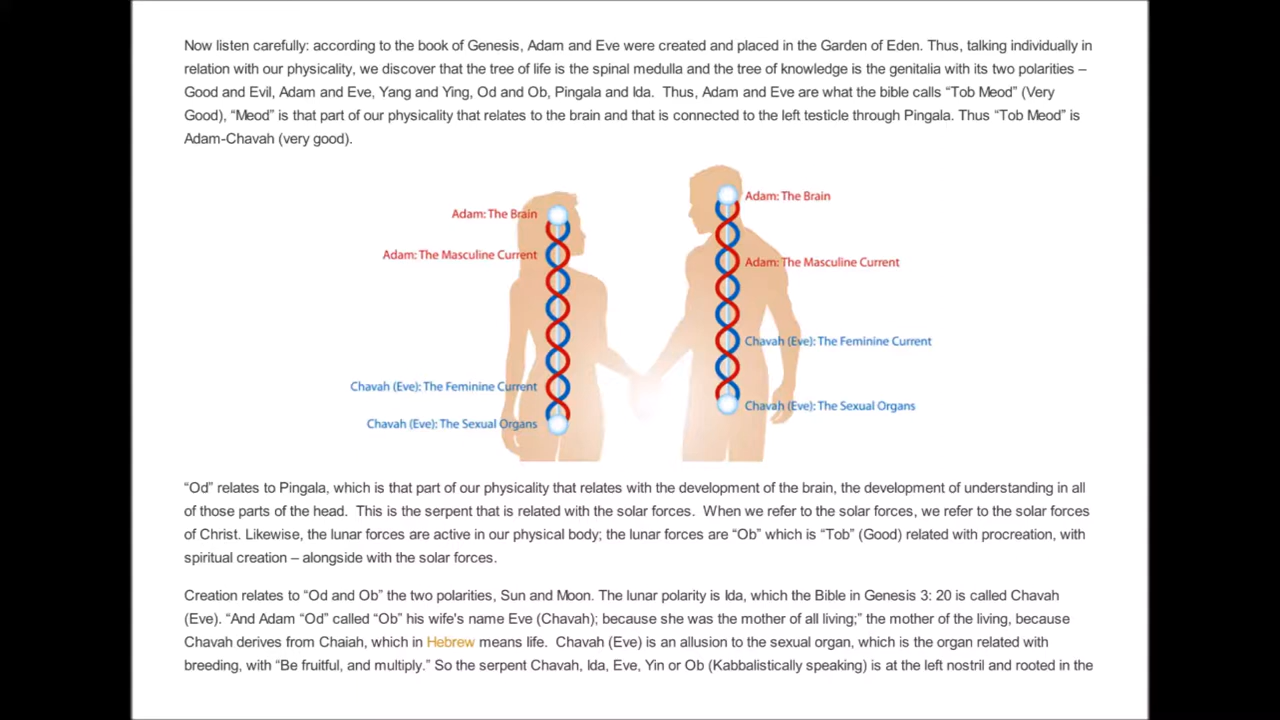 Now listen carefully: according to the book of Genesis, Adam and Eve were created and placed in the Garden of Eden. Thus, talking individually in
relation with our physicality, we discover that the tree of life is the spinal medulla and the tree of knowledge is the genitalia with its two polarities –
Good and Evil, Adam and Eve, Yang and Ying, Od and Ob, Pingala and Ida.  Thus, Adam and Eve are what the bible calls “Tob Meod” (Very
Good), “Meod” is that part of our physicality that relates to the brain and that is connected to the left testicle through Pingala. Thus “Tob Meod” is
Adam-Chavah (very good).
Adam: The Brain
Adam: The Masculine Current
Chavah (Eve): The Feminine Current
Chavah (Eve): The Sexual Organs
Adam: The Brain
Adam: The Masculine Current
Chavah (Eve): The Feminine Current
Chavah (Eve): The Sexual Organs
“Od” relates to Pingala, which is that part of our physicality that relates with the development of the brain, the development of understanding in all
of those parts of the head.  This is the serpent that is related with the solar forces.  When we refer to the solar forces, we refer to the solar forces
of Christ. Likewise, the lunar forces are active in our physical body; the lunar forces are “Ob” which is “Tob” (Good) related with procreation, with
spiritual creation – alongside with the solar forces.
Creation relates to “Od and Ob” the two polarities, Sun and Moon. The lunar polarity is Ida, which the Bible in Genesis 3: 20 is called Chavah
(Eve). “And Adam “Od” called “Ob” his wife's name Eve (Chavah); because she was the mother of all living;” the mother of the living, because
Chavah derives from Chaiah, which in Hebrew means life.  Chavah (Eve) is an allusion to the sexual organ, which is the organ related with
breeding, with “Be fruitful, and multiply.” So the serpent Chavah, Ida, Eve, Yin or Ob (Kabbalistically speaking) is at the left nostril and rooted in the